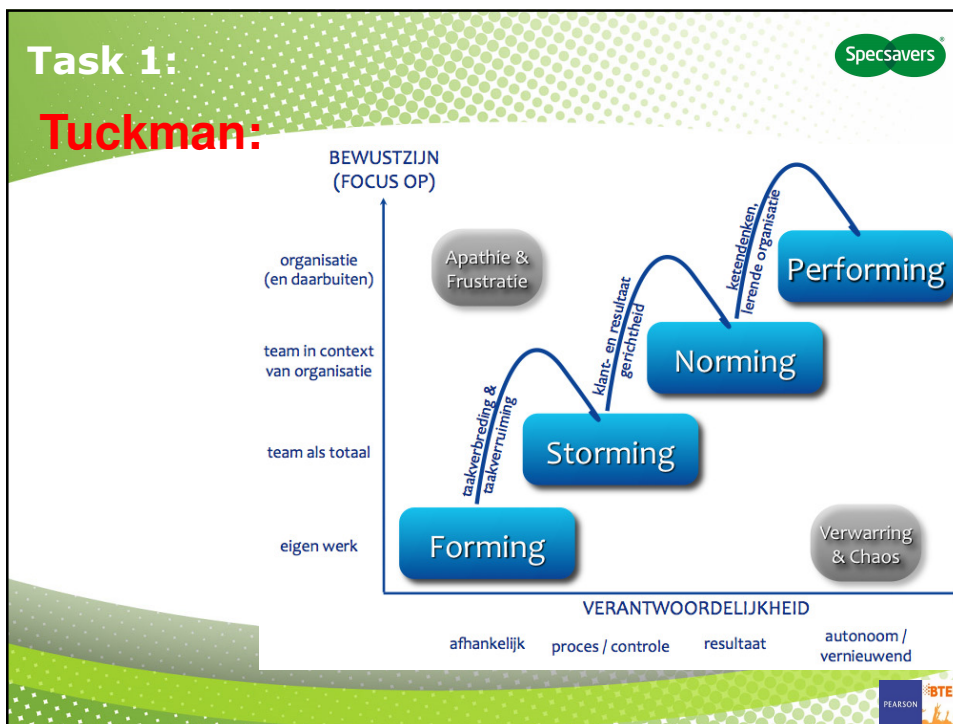 Task 1:
Specsavers
Tuckman:
BEWUSTZIJN
(FOCUS OP)
organisatie
(en daarbuiten)
team in context
van organisatie
team als totaal
eigen werk
Apathie &
Frustratie
ketendenken,
lerende organisatie
Performing
klant- en resultaat
gerichtheid
Norming
taakverbreding &
taakverruiming
Storming
Forming
Verwarring
& Chaos
VERANTWOORDELIJKHEID
afhankelijk
proces / controle
resultaat
autonoom /
vernieuwend
PEARSON
BTE